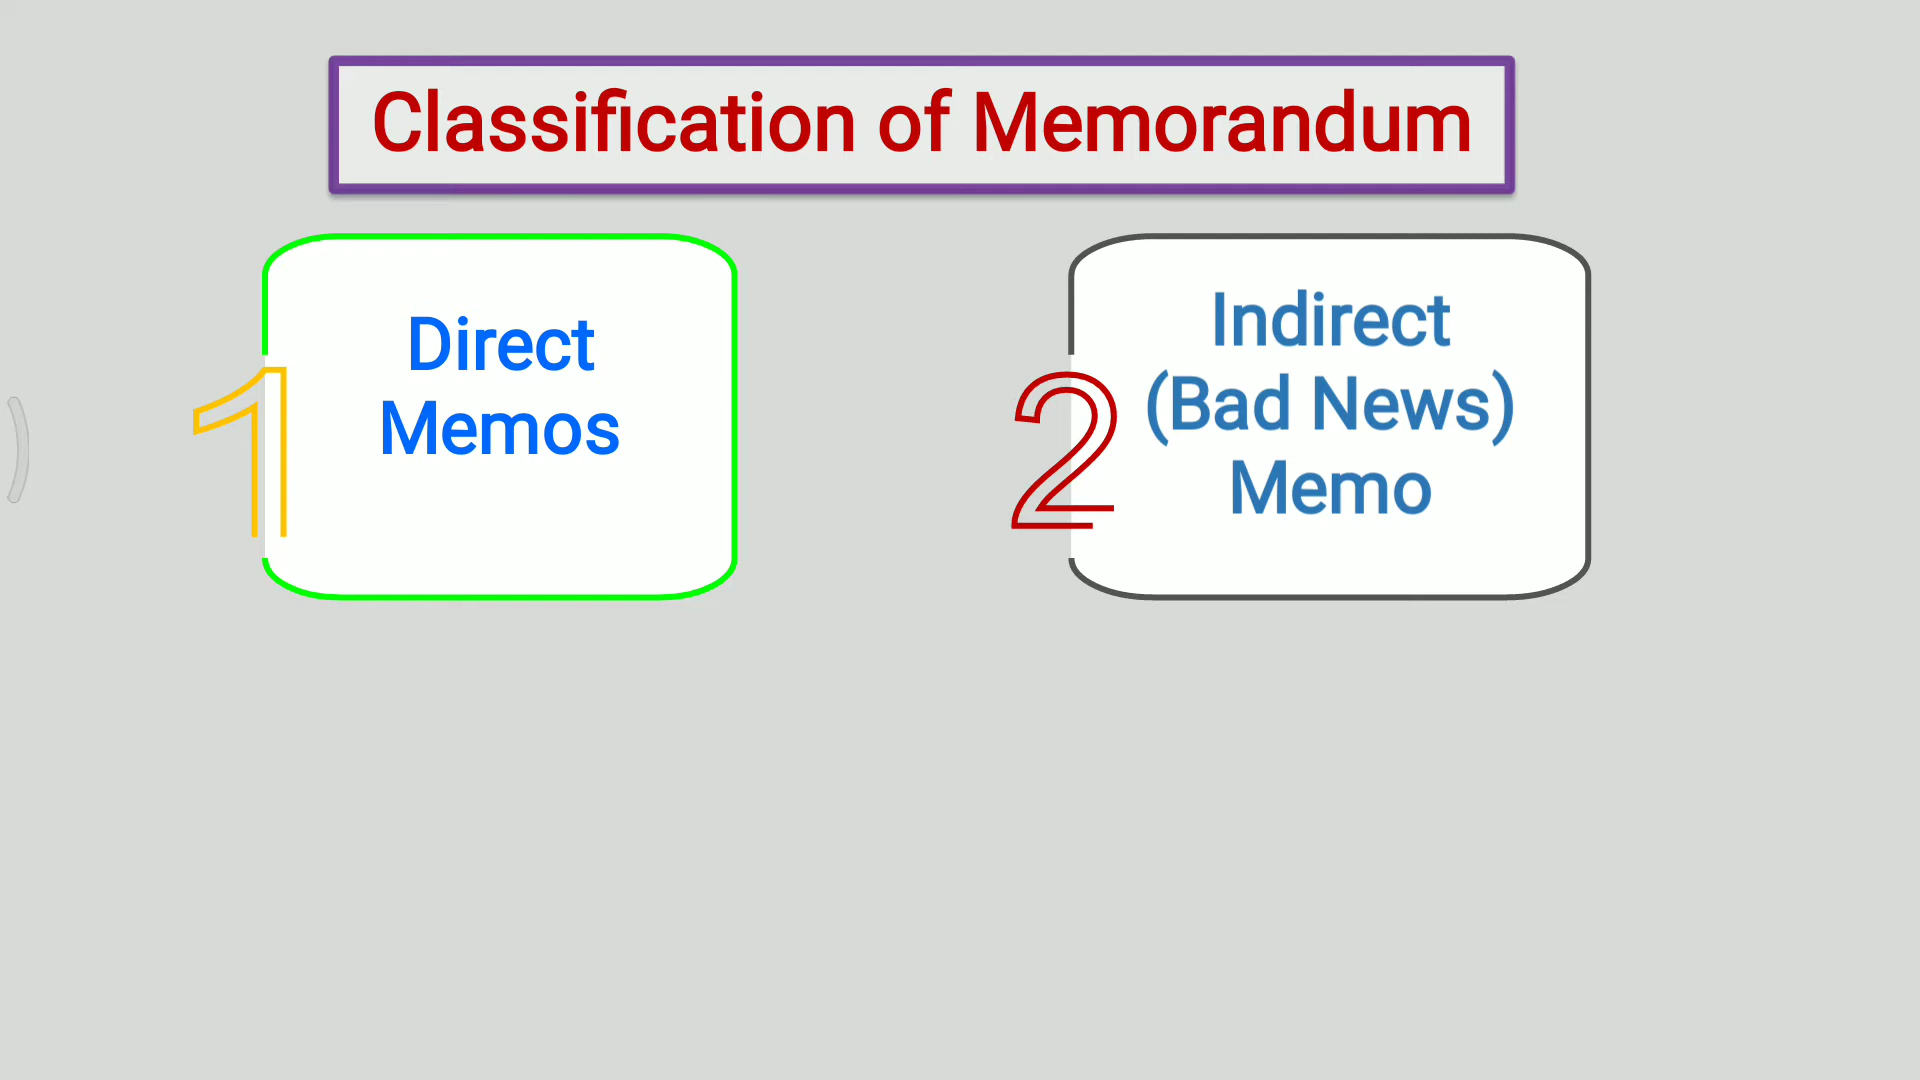 Classification of Memorandum
1
Direct
Memos
2
Indirect
(Bad News)
Memo